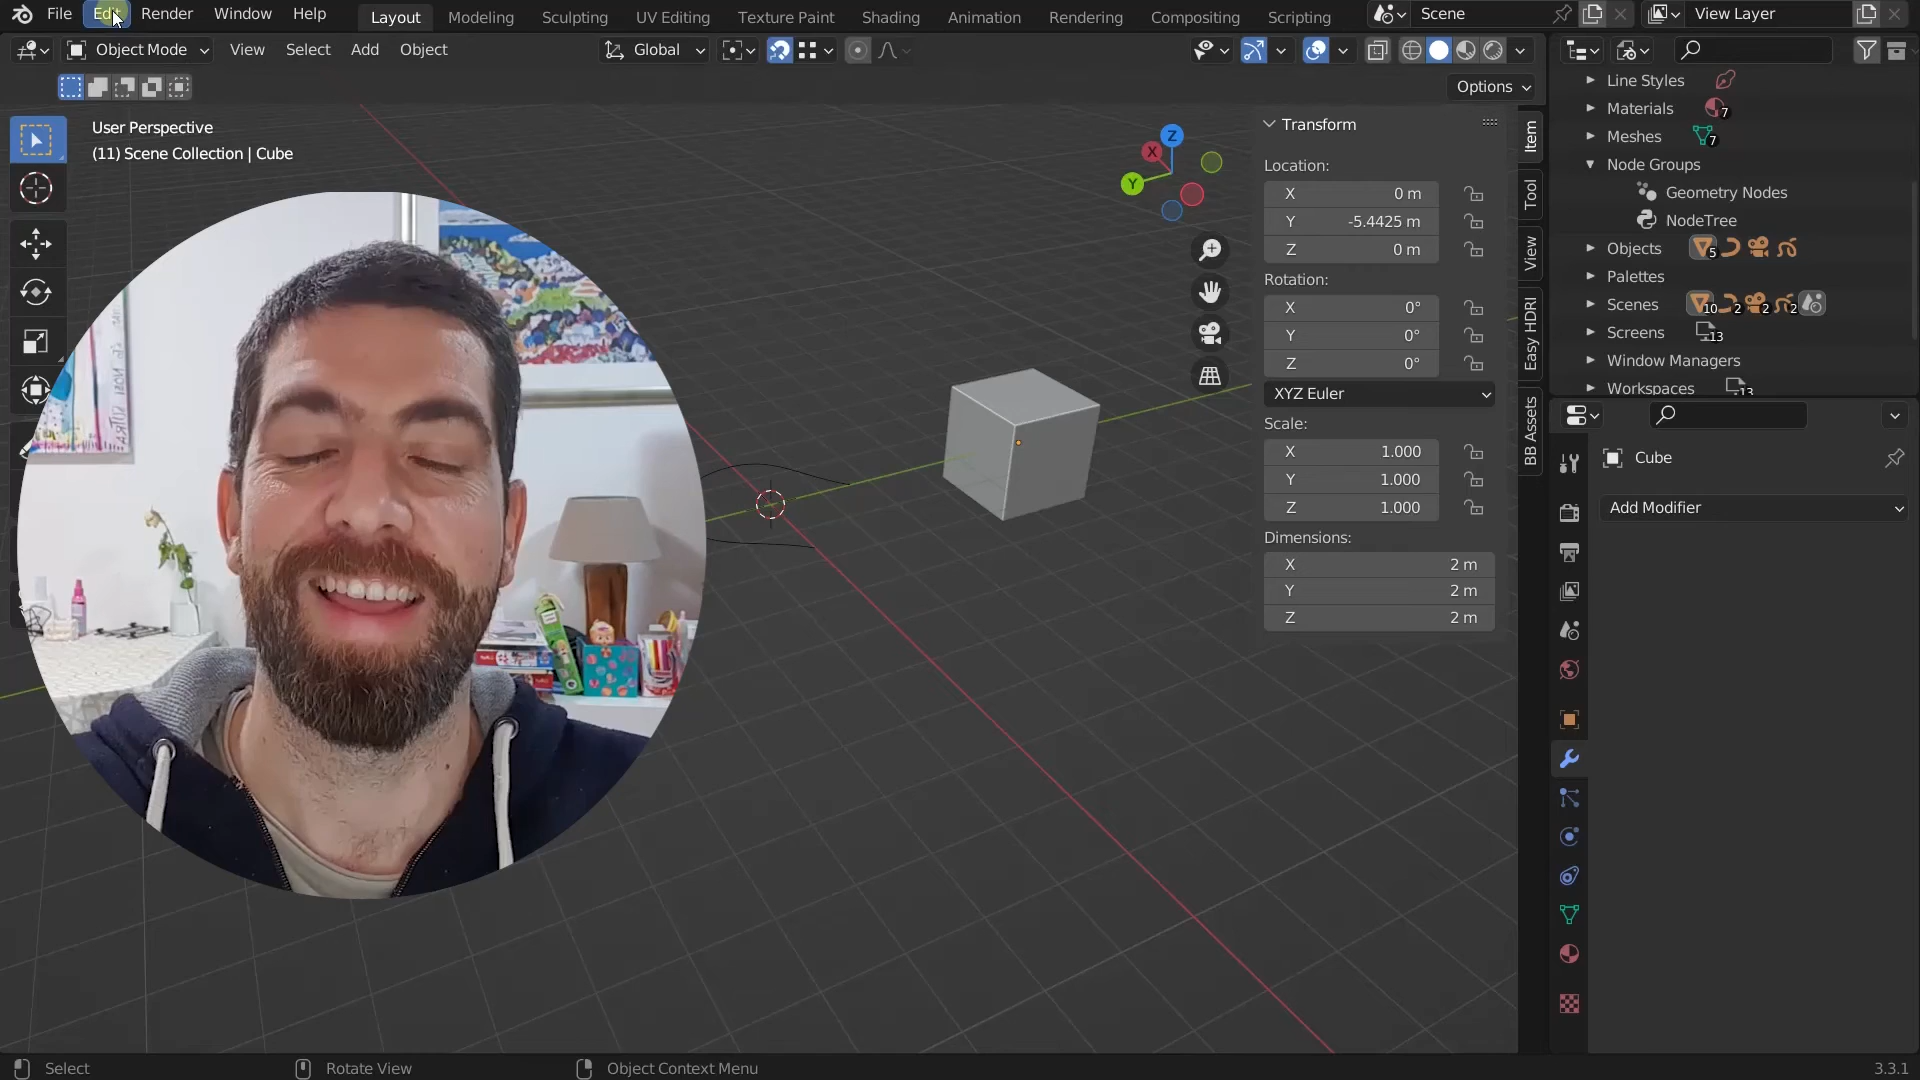 File Edit Render Window Help Layout Modeling Sculpting UV Editing Texture Paint Shading Animation Rendering Compositing Scripting Scene View Layer
Object Mode View Select Add Object Global
Options
User Perspective
(11) Scene Collection | Cube
X
Y
Z
Transform
Location:
X 0 m
Y -5.4425 m
Z 0 m
Rotation:
X 0°
Y 0°
Z 0°
XYZ Euler
Scale:
X 1.000
Y 1.000
Z 1.000
Dimensions:
X 2 m
Y 2 m
Z 2 m
Item
Tool
View
Easy HDRI
BB Assets
Line Styles
Materials 7
Meshes 7
Node Groups
Geometry Nodes
NodeTree
Objects 5
Palettes
Scenes 10 2 2 2
Screens 13
Window Managers
Workspaces 13
Cube
Add Modifier
Select Rotate View Object Context Menu 3.3.1